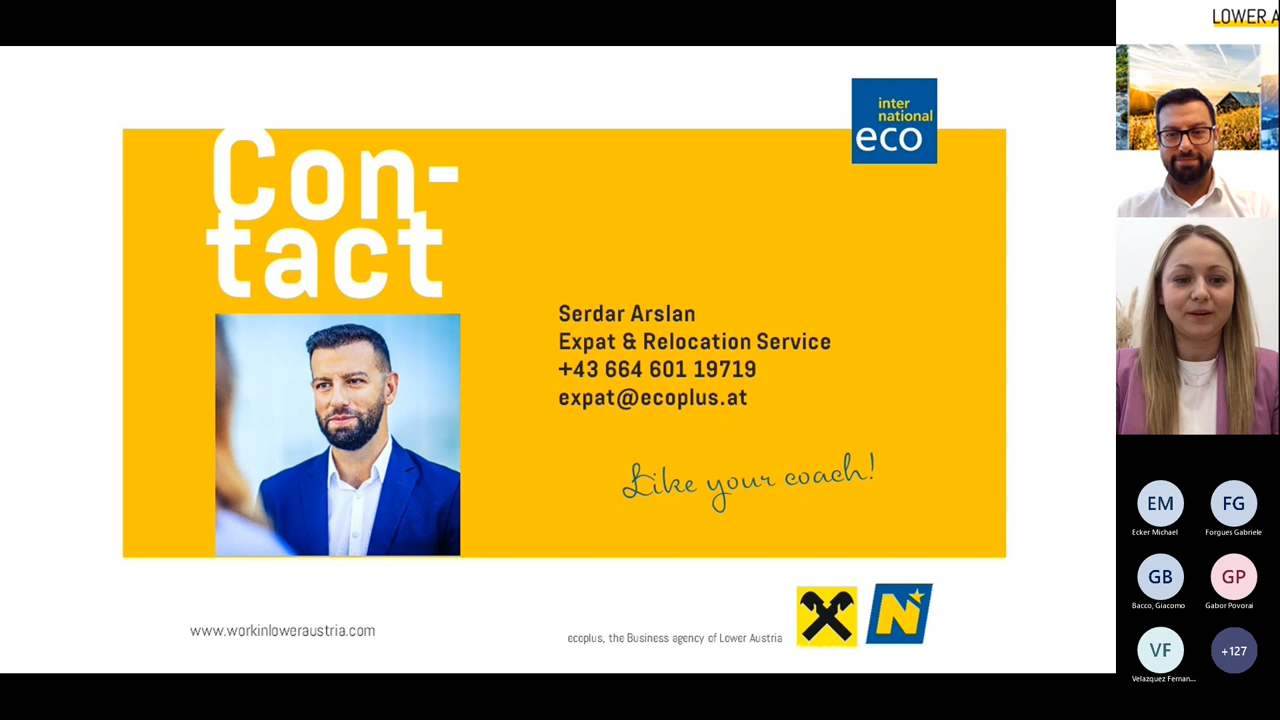 LOWER A
inter
national
eco
Con-
tact
Serdar Arslan
Expat & Relocation Service
+43 664 601 19719
expat@ecoplus.at
Like your coach!
www.workinloweraustria.com
ecoplus, the Business agency of Lower Austria
N
EM
FG
Ecker Michael
Forgues Gabriele
GB
GP
Bacco, Giacomo
Gabor Povorai
VF
+127
Velazquez Fernan...